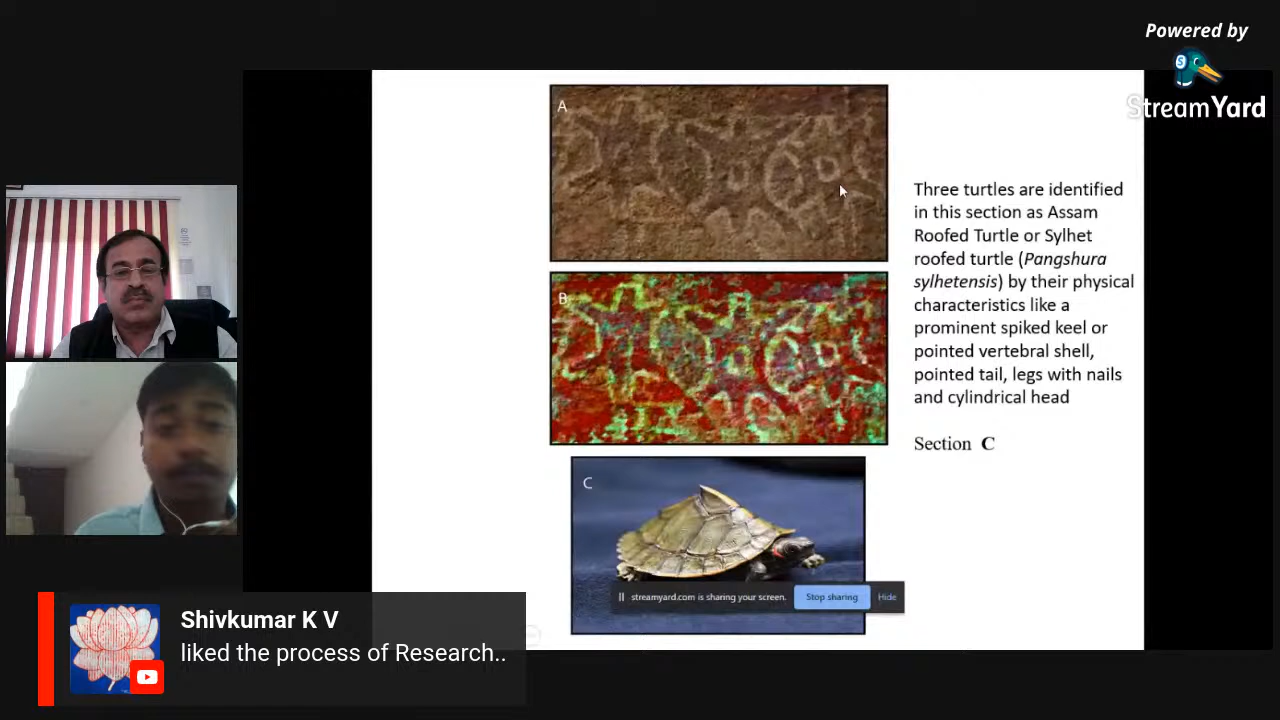 Powered by
StreamYard
A
Three turtles are identified
in this section as Assam
Roofed Turtle or Sylhet
roofed turtle (Pangshura
sylhetensis) by their physical
characteristics like a
prominent spiked keel or
pointed vertebral shell,
pointed tail, legs with nails
and cylindrical head
Section C
B
C
streamyard.com is sharing your screen.
Stop sharing
Hide
Shivkumar K V
liked the process of Research..